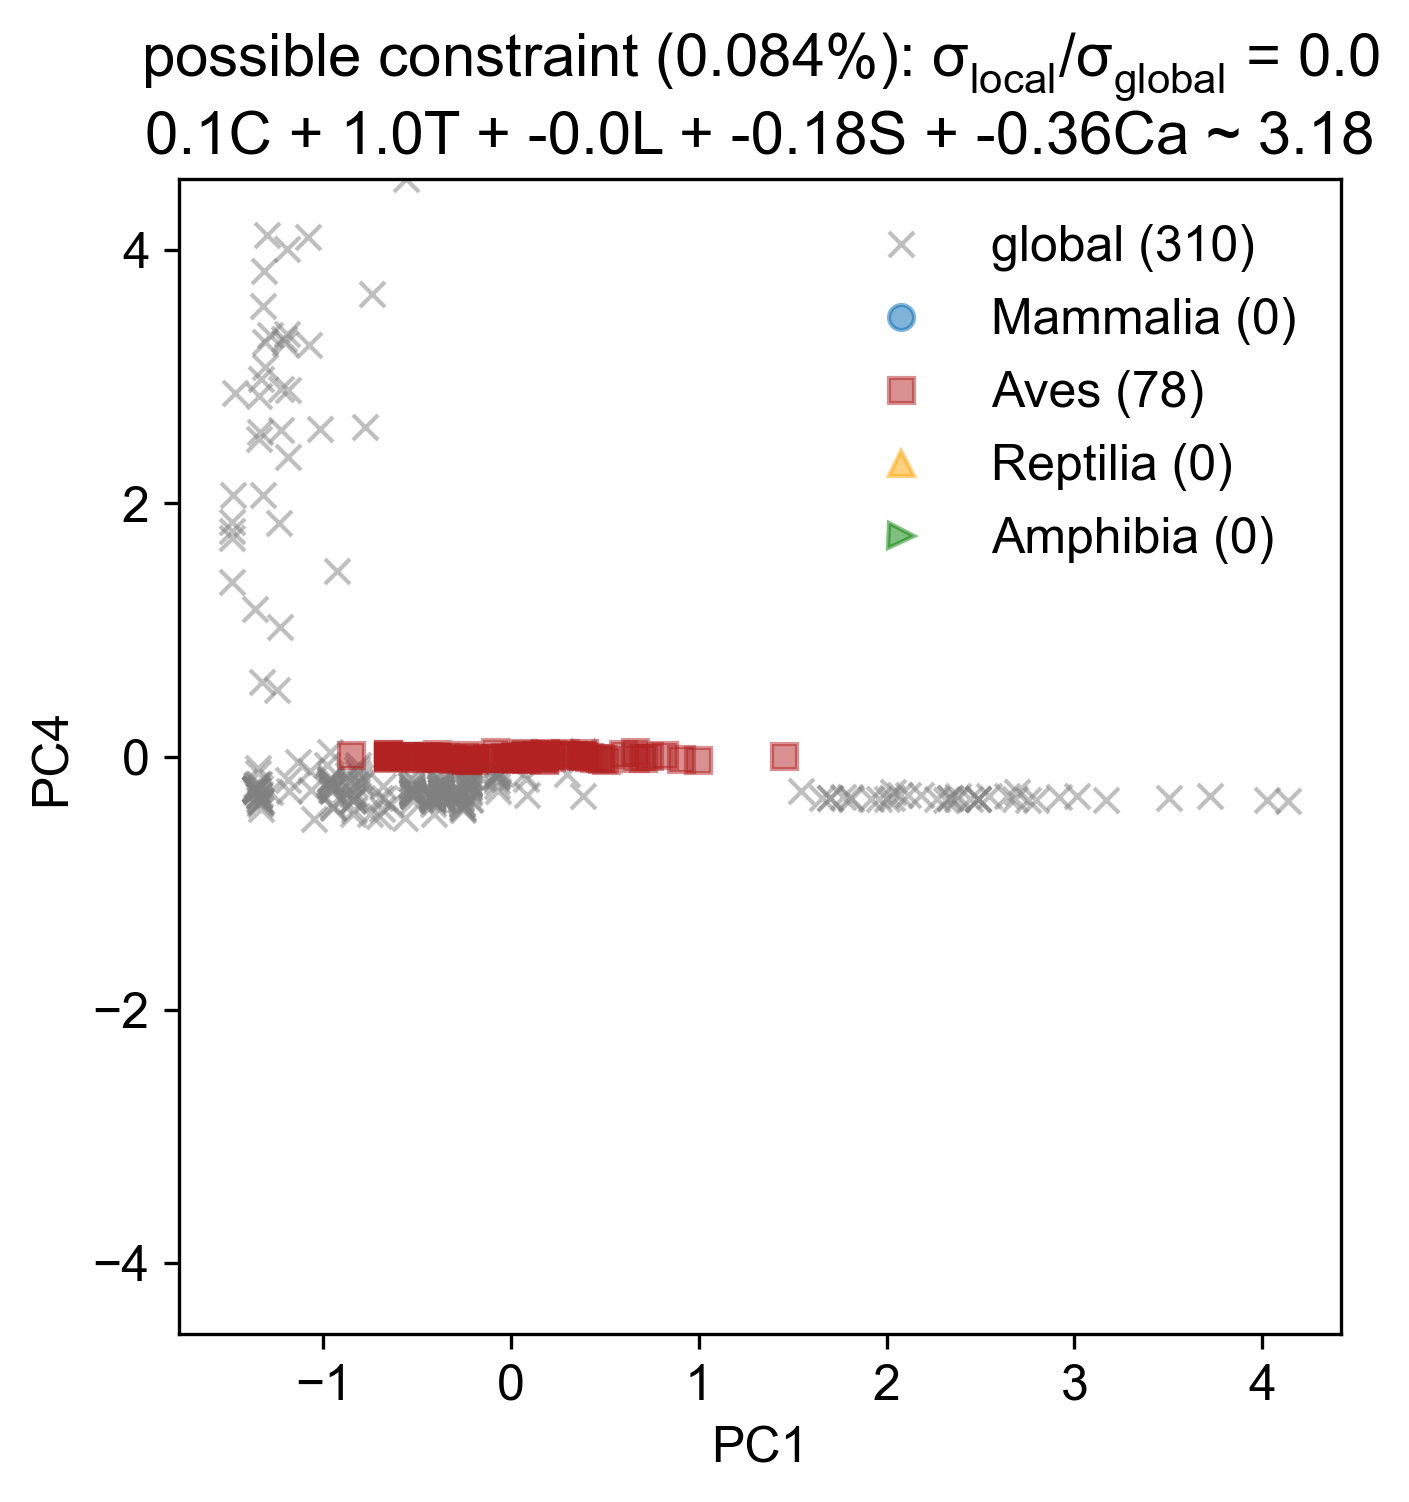 possible constraint (0.084%): σlocal/σglobal = 0.0
0.1C + 1.0T + -0.0L + -0.18S + -0.36Ca ~ 3.18
global (310)
Mammalia (0)
Aves (78)
Reptilia (0)
Amphibia (0)
4
2
0
−2
−4
PC4
−1
0
1
2
3
4
PC1